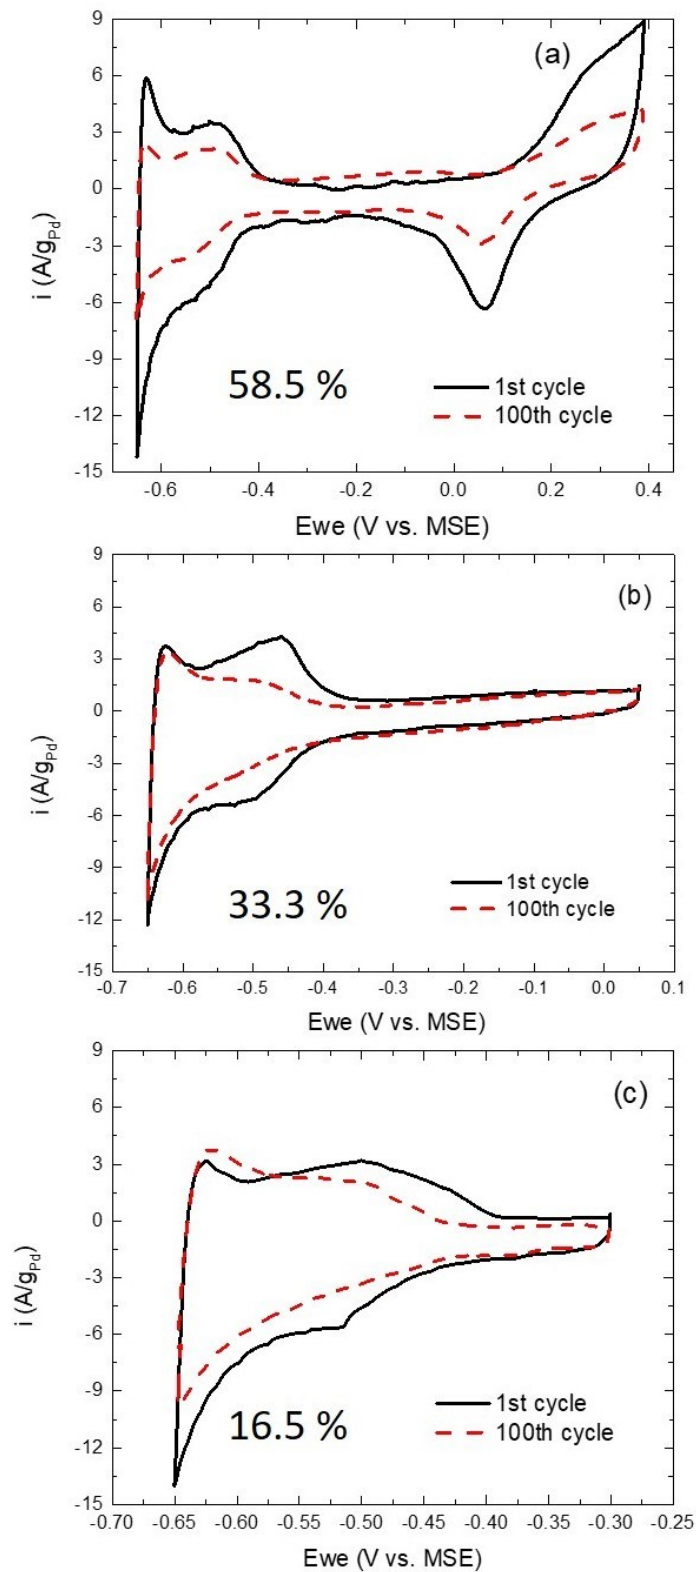 9
(a)
6
3
0
-3
-6
-9
-12
-15
i (A/g_Pd)
58.5 %
1st cycle
100th cycle
-0.6 -0.4 -0.2 0.0 0.2 0.4
Ewe (V vs. MSE)
9
(b)
6
3
0
-3
-6
-9
-12
-15
i (A/g_Pd)
33.3 %
1st cycle
100th cycle
-0.7 -0.6 -0.5 -0.4 -0.3 -0.2 -0.1 0.0 0.1
Ewe (V vs. MSE)
9
(c)
6
3
0
-3
-6
-9
-12
-15
i (A/g_Pd)
16.5 %
1st cycle
100th cycle
-0.70 -0.65 -0.60 -0.55 -0.50 -0.45 -0.40 -0.35 -0.30 -0.25
Ewe (V vs. MSE)